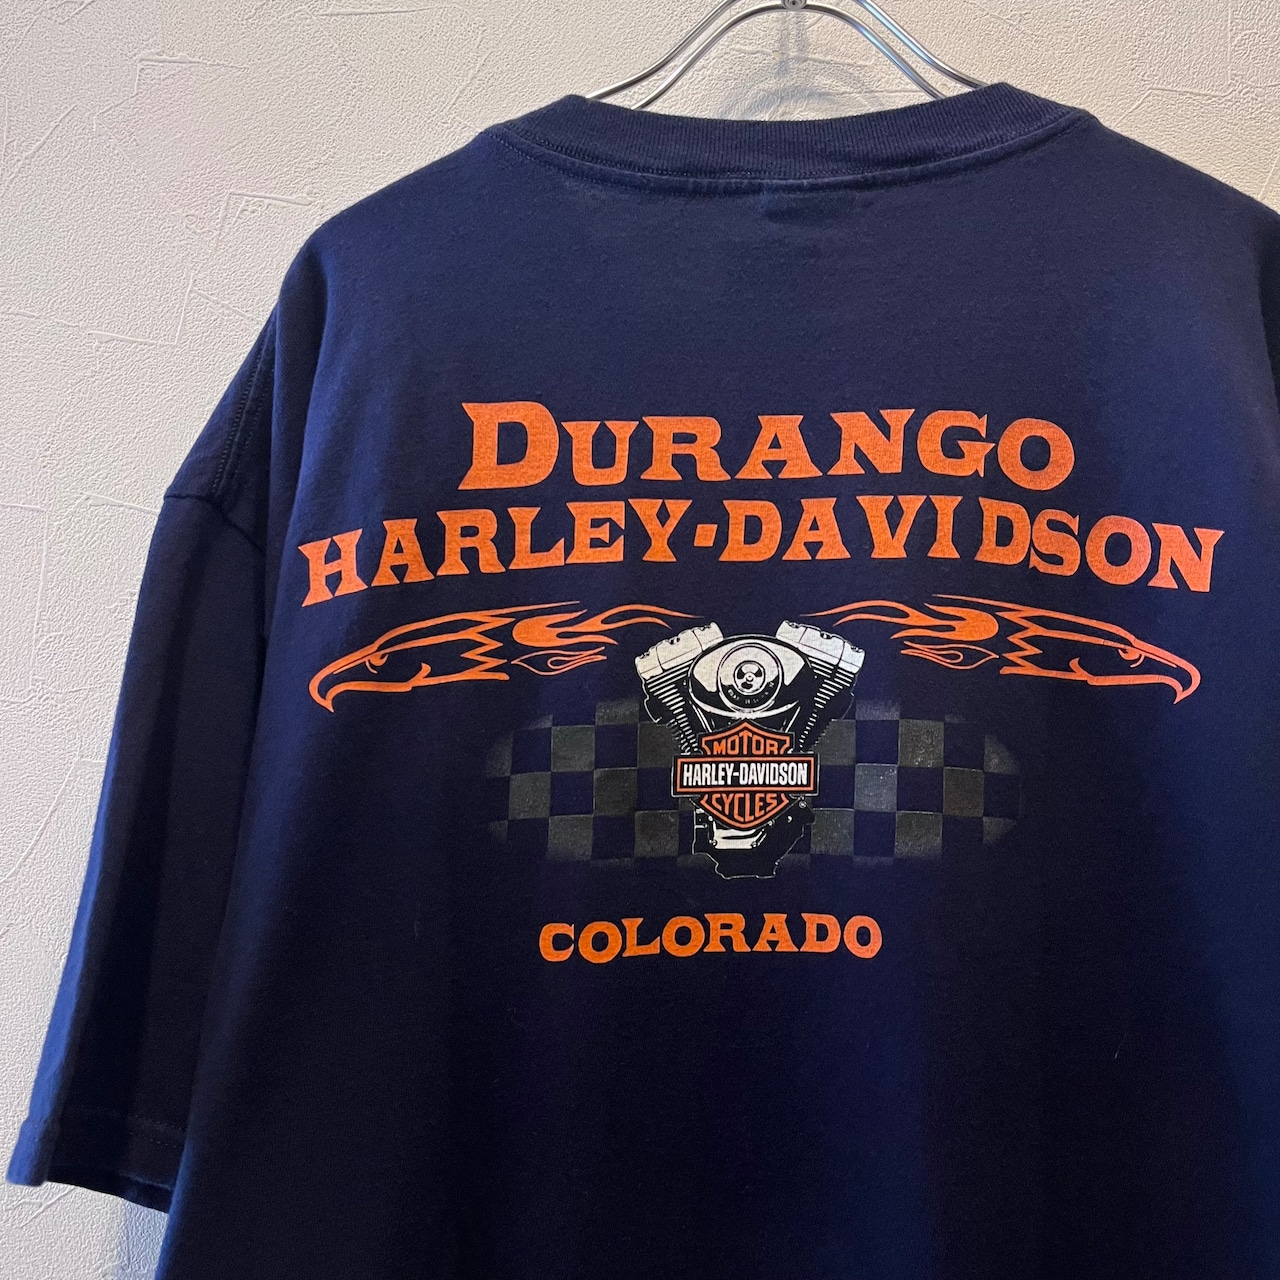 DURANGO
HARLEY-DAVIDSON
MOTOR
HARLEY-DAVIDSON
CYCLES
®
COLORADO